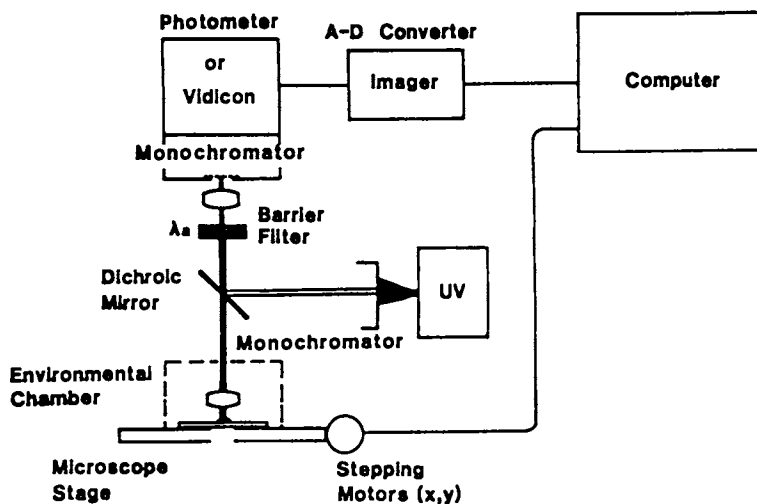 Photometer
or
Vidicon
A-D Converter
Imager
Computer
Monochromator
λa
Barrier
Filter
Dichroic
Mirror
UV
Monochromator
Environmental
Chamber
Microscope
Stage
Stepping
Motors (x,y)